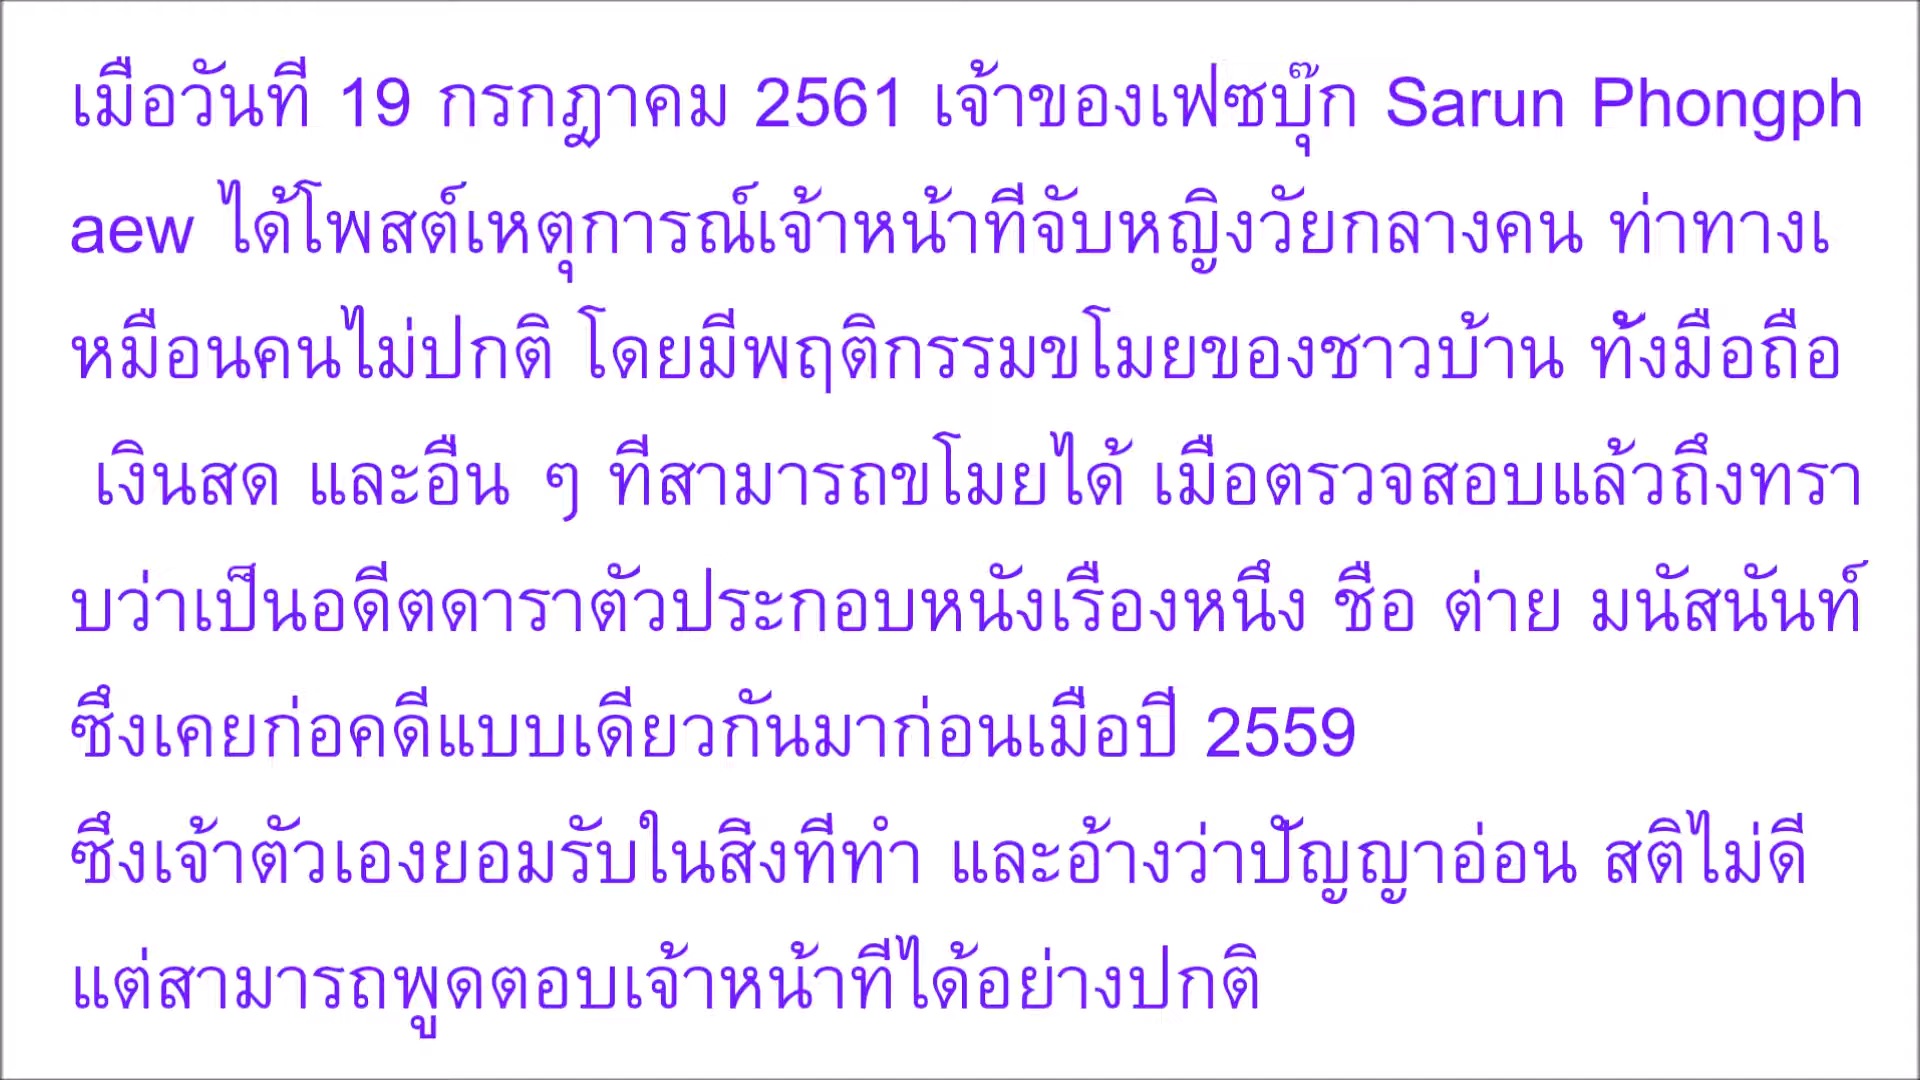 เมื่อวันที่ 19 กรกฎาคม 2561 เจ้าของเฟซบุ๊ก Sarun Phongph
aew ได้โพสต์เหตุการณ์เจ้าหน้าที่จับหญิงวัยกลางคน ท่าทางเ
หมือนคนไม่ปกติ โดยมีพฤติกรรมขโมยของชาวบ้าน ทั้งมือถือ
เงินสด และอื่น ๆ ที่สามารถขโมยได้ เมื่อตรวจสอบแล้วถึงทรา
บว่าเป็นอดีตดาราตัวประกอบหนังเรื่องหนึ่ง ชื่อ ต่าย มนัสนันท์
ซึ่งเคยก่อคดีแบบเดียวกันมาก่อนเมื่อปี 2559
ซึ่งเจ้าตัวเองยอมรับในสิ่งที่ทำ และอ้างว่าปัญญาอ่อน สติไม่ดี
แต่สามารถพูดตอบเจ้าหน้าที่ได้อย่างปกติ